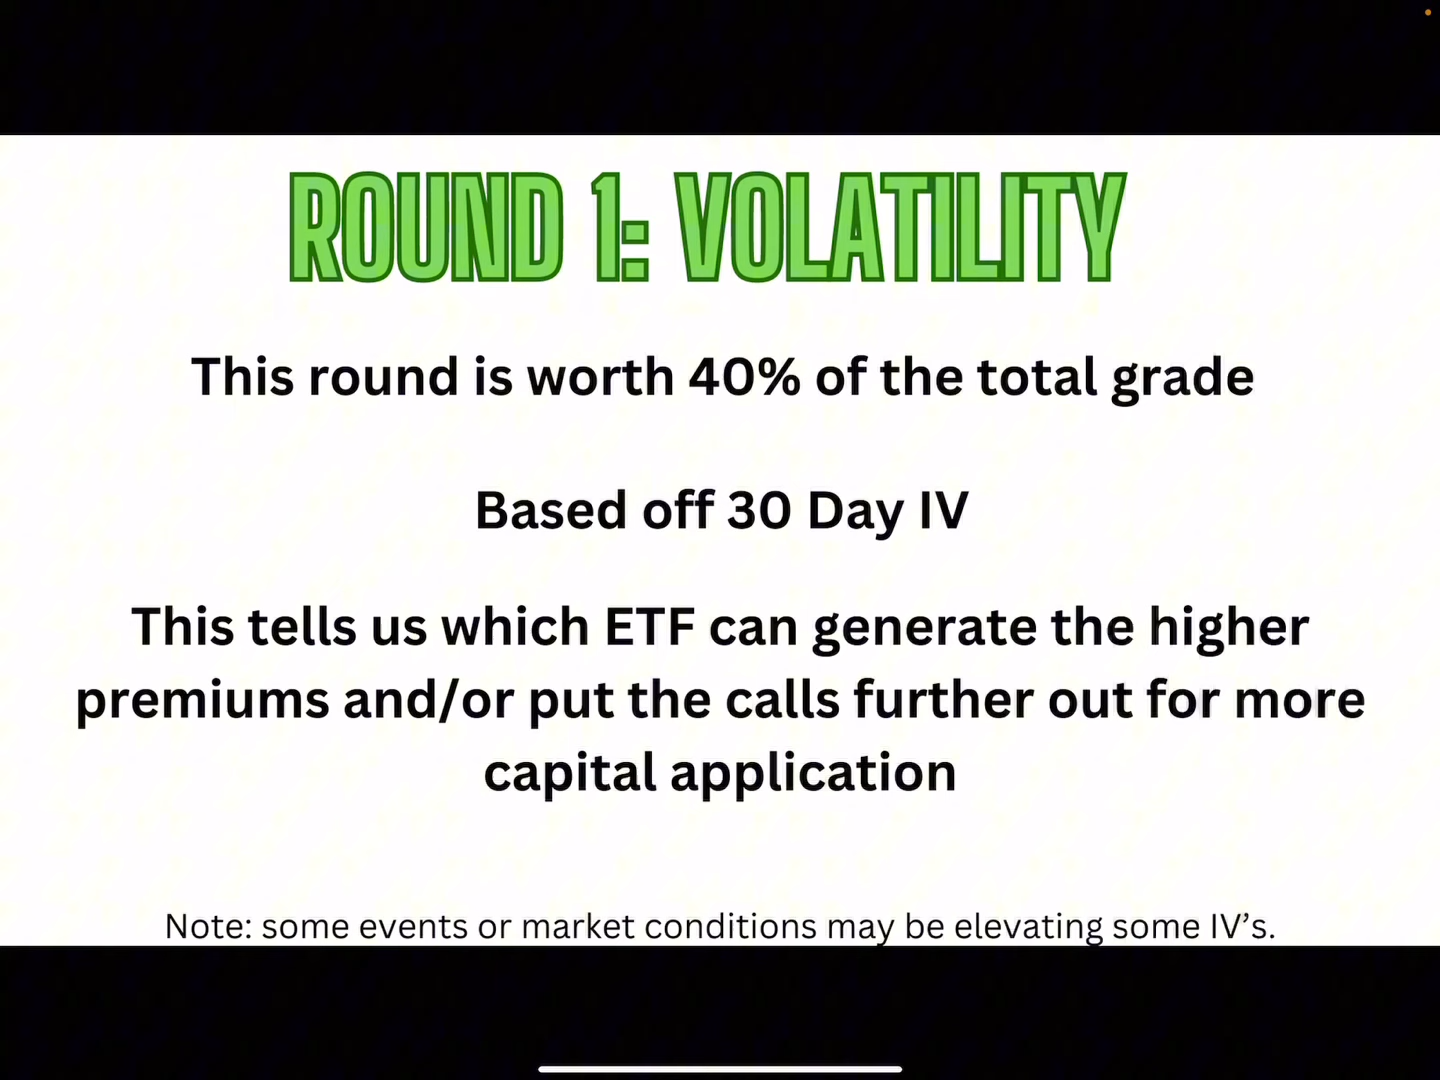 ROUND 1: VOLATILITY
This round is worth 40% of the total grade
Based off 30 Day IV
This tells us which ETF can generate the higher
premiums and/or put the calls further out for more
capital application
Note: some events or market conditions may be elevating some IV’s.